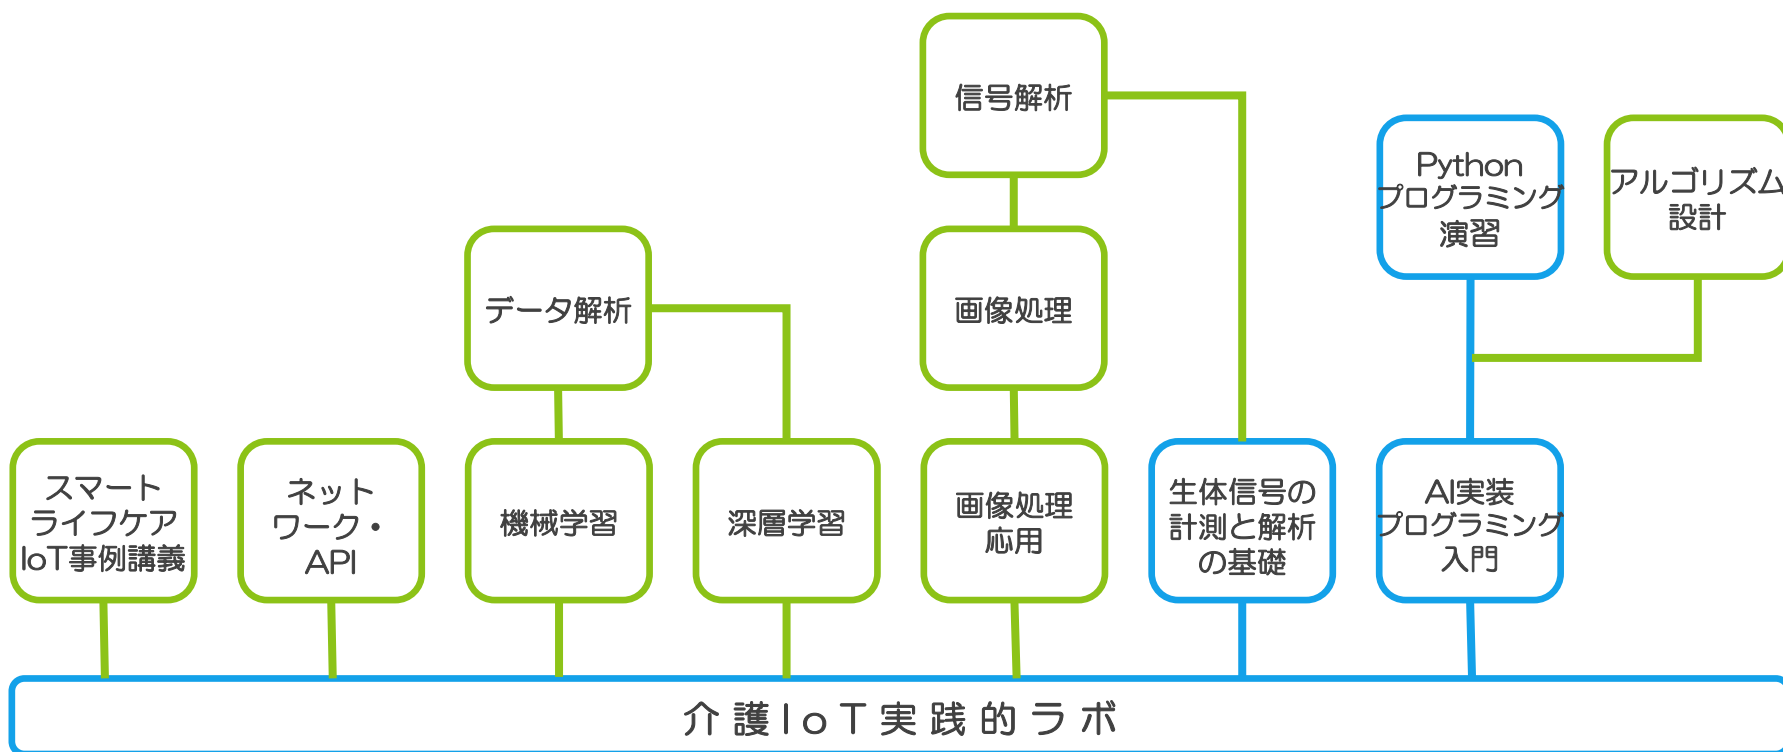 信号解析
Python
プログラミング
演習
アルゴリズム
設計
データ解析
画像処理
スマート
ライフケア
IoT事例講義
ネット
ワーク・
API
機械学習
深層学習
画像処理
応用
生体信号の
計測と解析
の基礎
AI実装
プログラミング
入門
介護IoT実践的ラボ